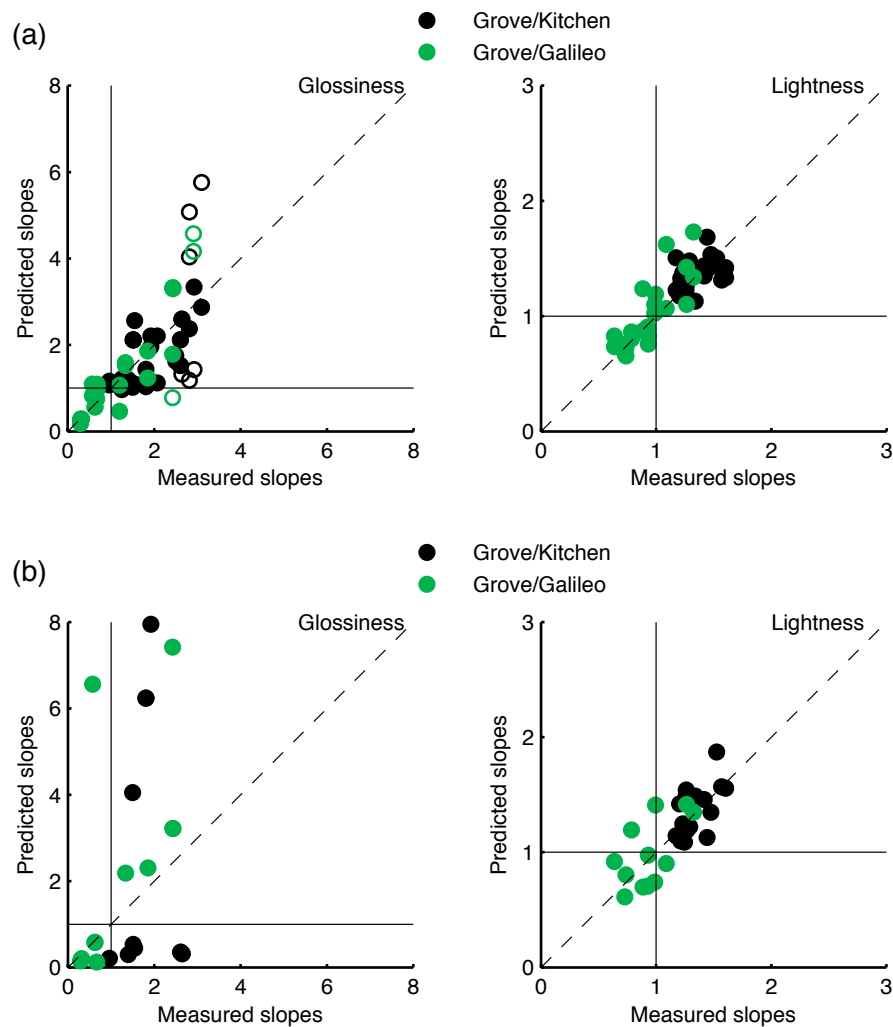 (a)
Grove/Kitchen
Grove/Galileo
Glossiness
8
6
4
2
0
0 2 4 6 8
Predicted slopes
Measured slopes
Lightness
3
2
1
0
0 1 2 3
Predicted slopes
Measured slopes
(b)
Grove/Kitchen
Grove/Galileo
Glossiness
8
6
4
2
0
0 2 4 6 8
Predicted slopes
Measured slopes
Lightness
3
2
1
0
0 1 2 3
Predicted slopes
Measured slopes